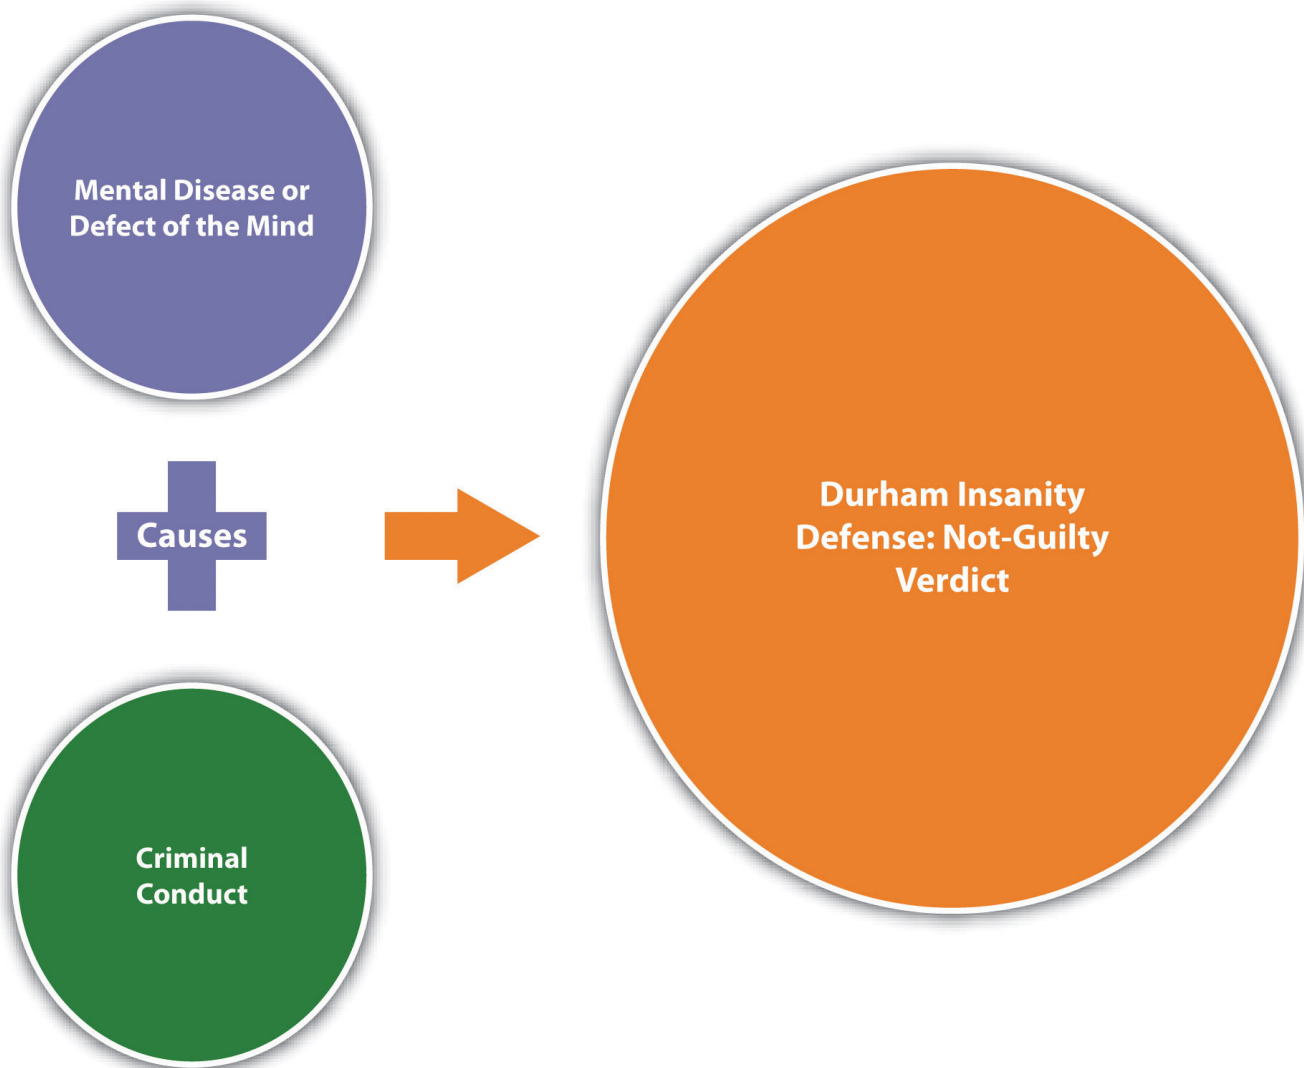 Mental Disease or
Defect of the Mind
Causes
Criminal
Conduct
Durham Insanity
Defense: Not-Guilty
Verdict